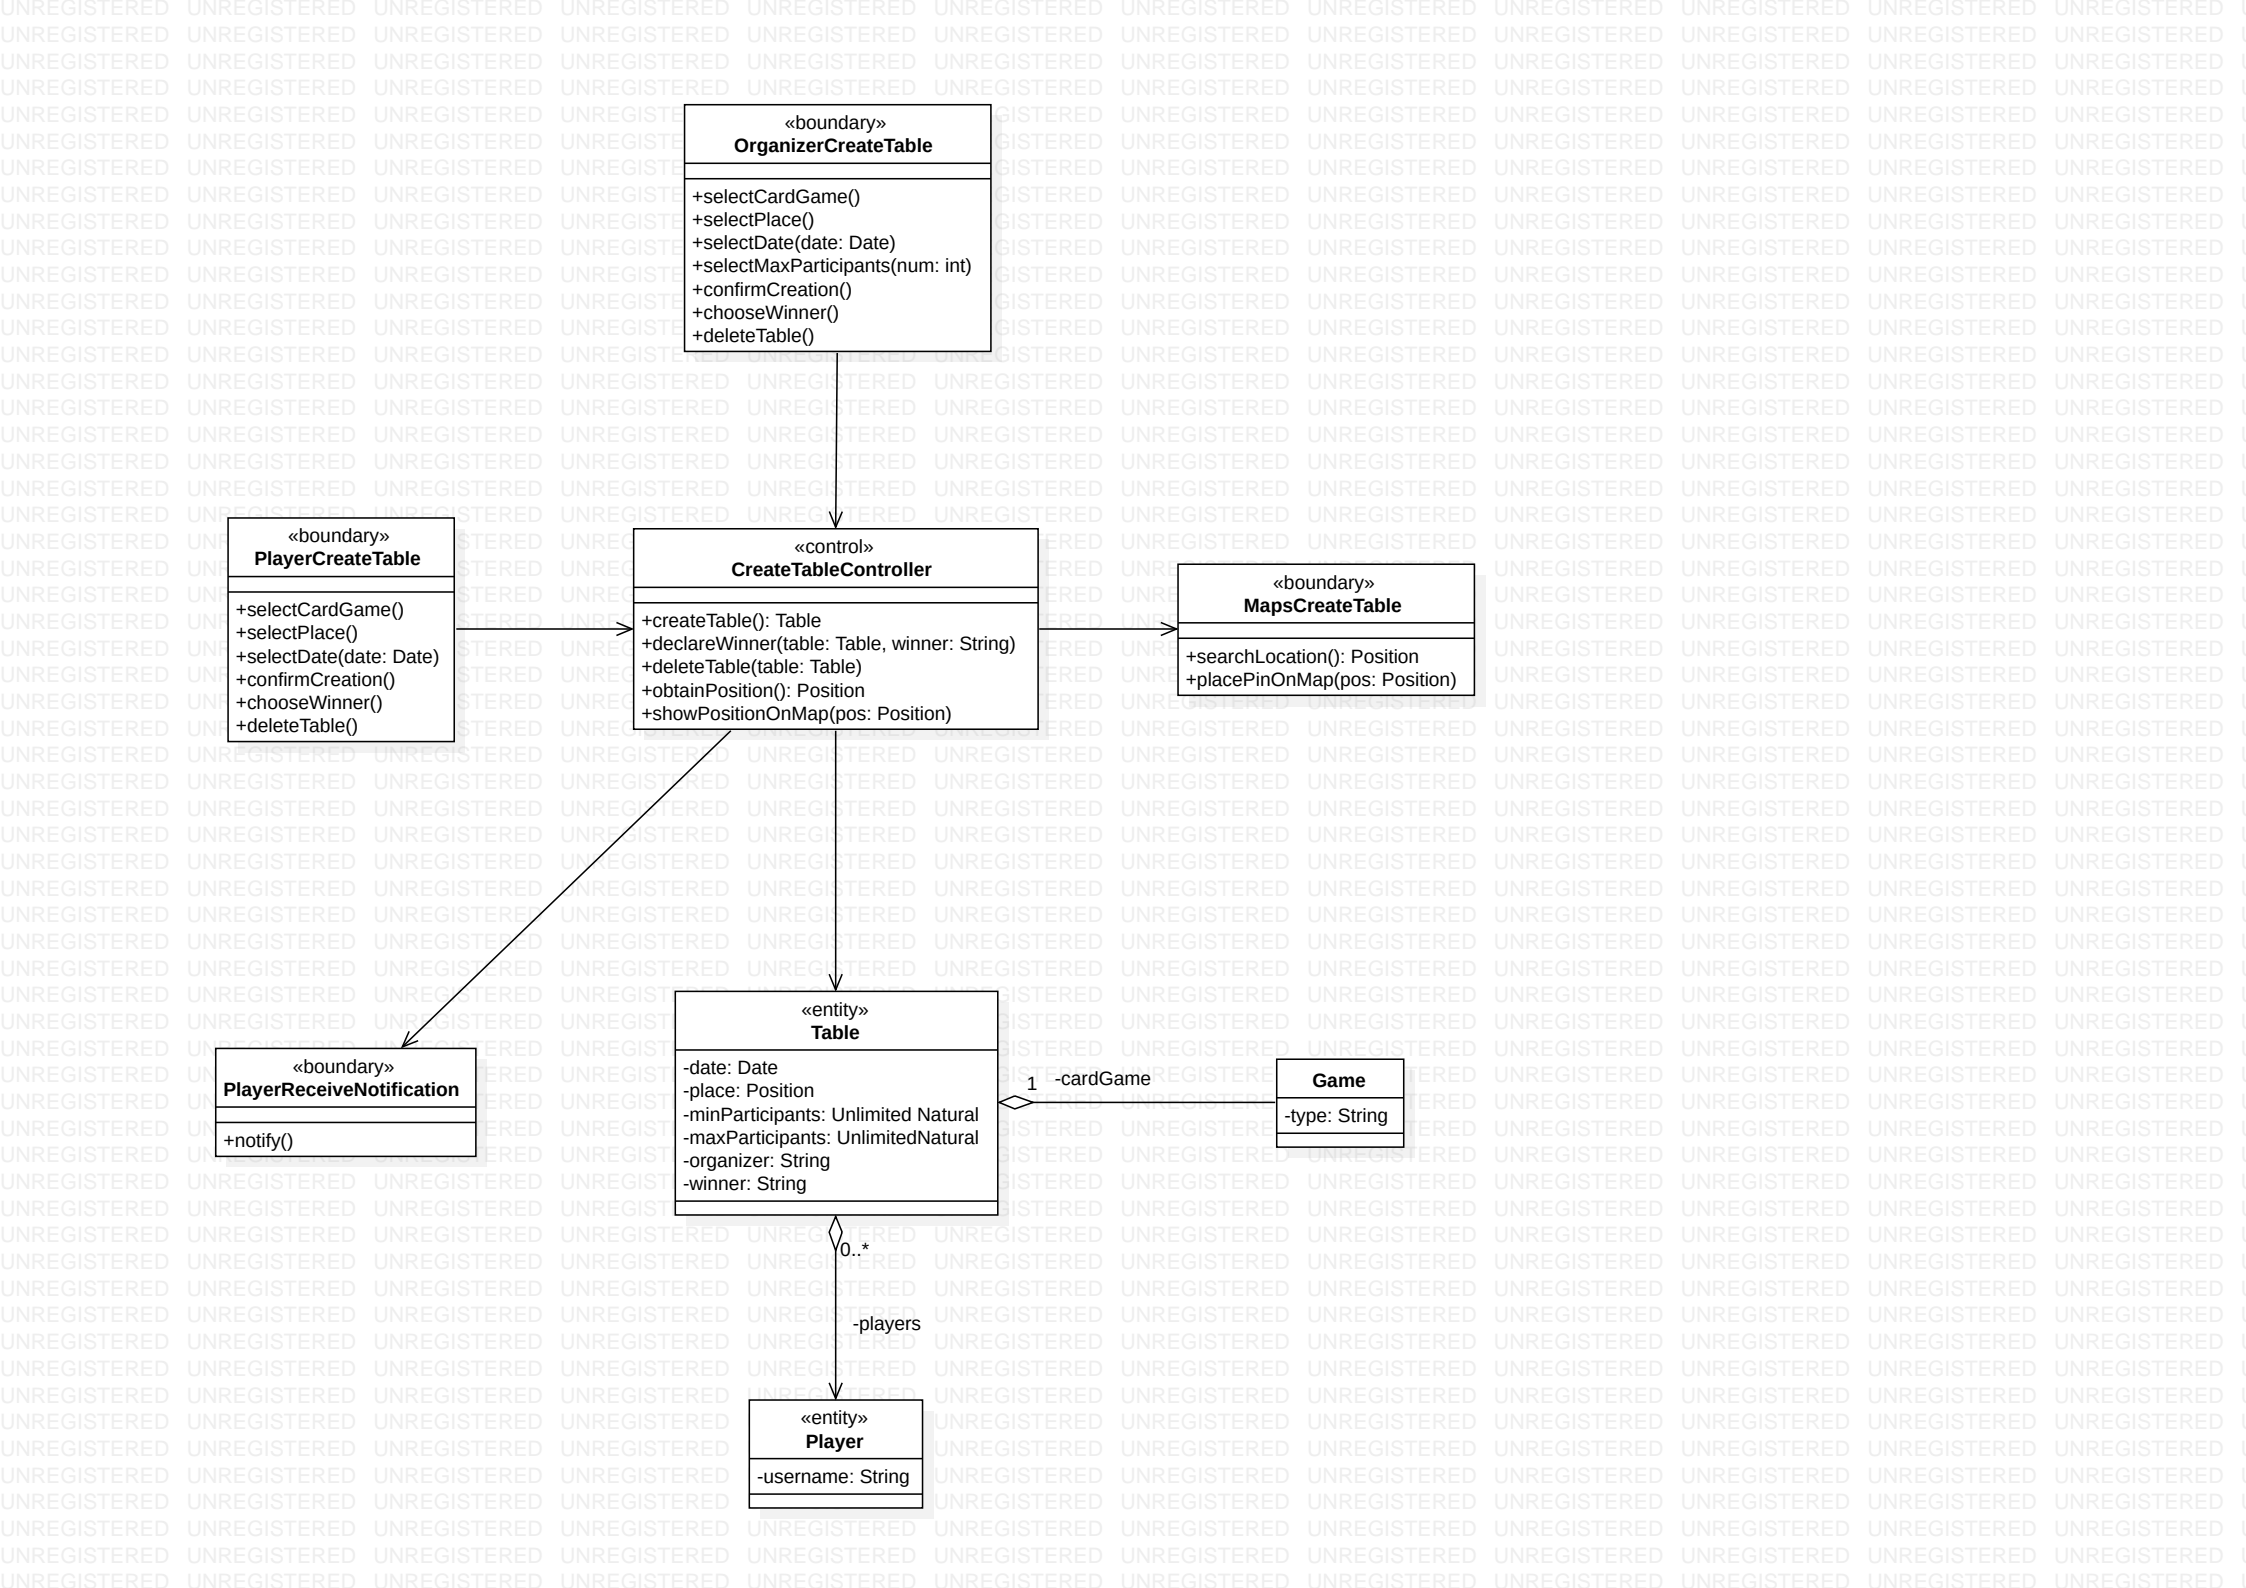 «boundary»
OrganizerCreateTable
+selectCardGame()
+selectPlace()
+selectDate(date: Date)
+selectMaxParticipants(num: int)
+confirmCreation()
+chooseWinner()
+deleteTable()
«boundary»
PlayerCreateTable
+selectCardGame()
+selectPlace()
+selectDate(date: Date)
+confirmCreation()
+chooseWinner()
+deleteTable()
«control»
CreateTableController
+createTable(): Table
+declareWinner(table: Table, winner: String)
+deleteTable(table: Table)
+obtainPosition(): Position
+showPositionOnMap(pos: Position)
«boundary»
MapsCreateTable
+searchLocation(): Position
+placePinOnMap(pos: Position)
«boundary»
PlayerReceiveNotification
+notify()
«entity»
Table
-date: Date
-place: Position
-minParticipants: Unlimited Natural
-maxParticipants: UnlimitedNatural
-organizer: String
-winner: String
1
-cardGame
Game
-type: String
0..*
-players
«entity»
Player
-username: String
UNREGISTERED